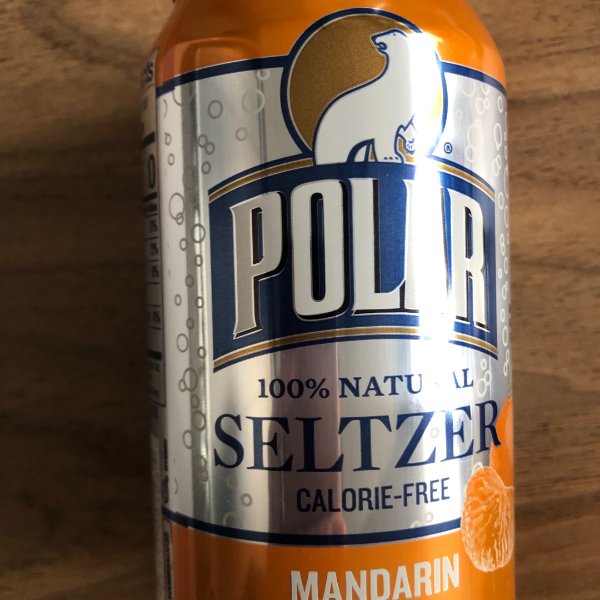 ®
POLAR
100% NATURAL
SELTZER
CALORIE-FREE
MANDARIN